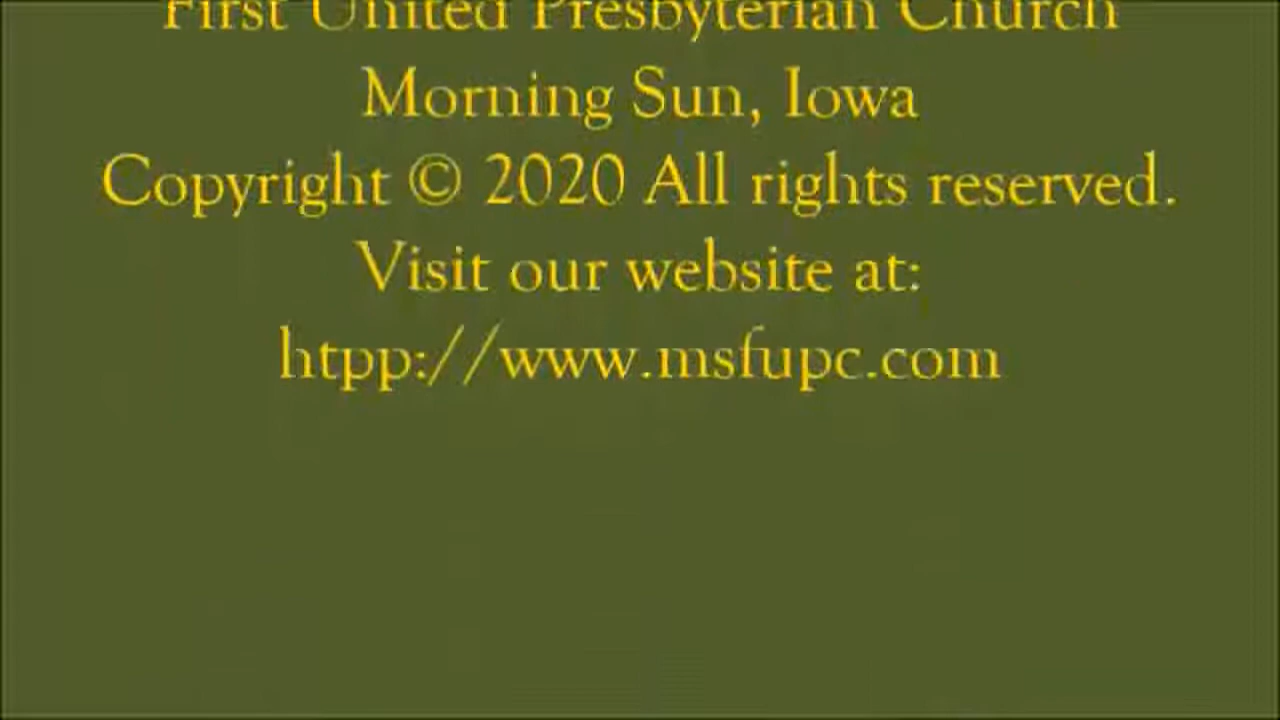 First United Presbyterian Church
Morning Sun, Iowa
Copyright © 2020 All rights reserved.
Visit our website at:
htpp://www.msfupc.com